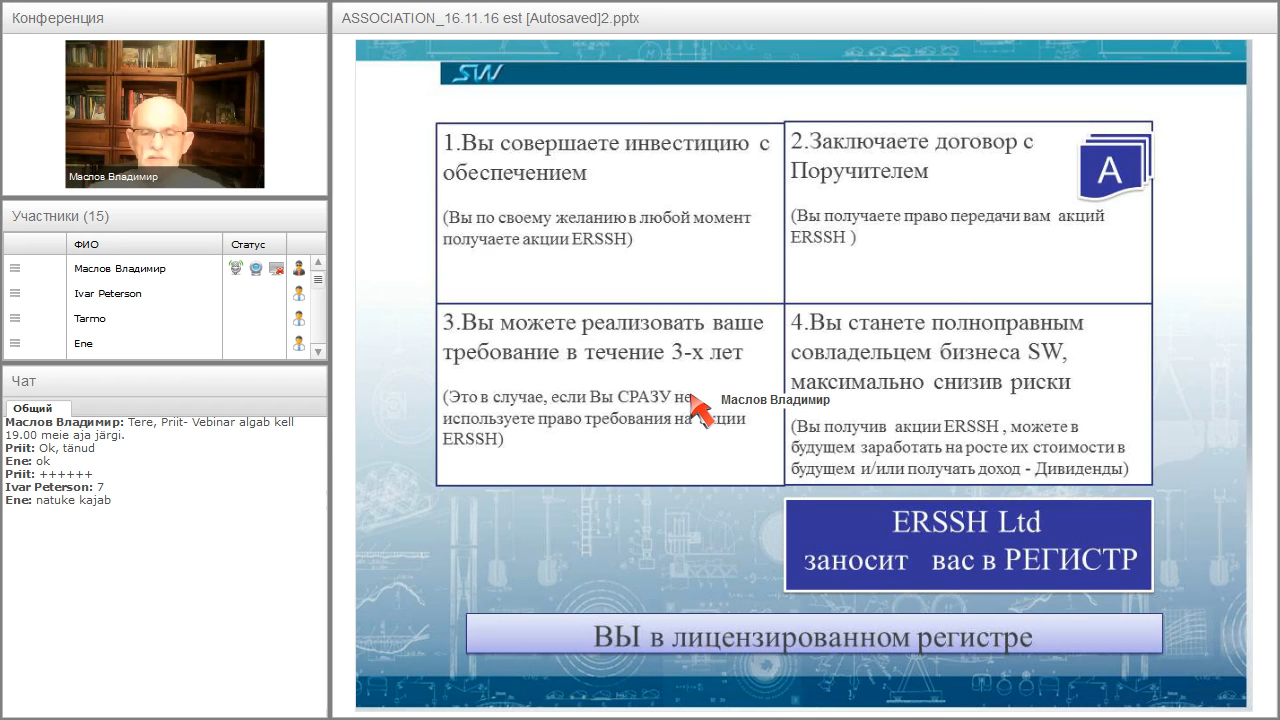 Конференция
Маслов Владимир
Участники (15)
ФИО
Статус
Маслов Владимир
Ivar Peterson
Tarmo
Ene
Чат
Общий
Маслов Владимир: Tere, Priit- Vebinar algab kell
19.00 meie aja järgi.
Priit: Ok, tänud
Ene: ok
Priit: ++++++
Ivar Peterson: 7
Ene: natuke kajab
ASSOCIATION_16.11.16 est [Autosaved]2.pptx
SW
1.Вы совершаете инвестицию с
обеспечением
(Вы по своему желанию в любой момент
получаете акции ERSSH)
2.Заключаете договор с
Поручителем
A
(Вы получаете право передачи вам акций
ERSSH )
3.Вы можете реализовать ваше
требование в течение 3-х лет
(Это в случае, если Вы СРАЗУ не
используете право требования на акции
ERSSH)
Маслов Владимир
4.Вы станете полноправным
совладельцем бизнеса SW,
максимально снизив риски
(Вы получив акции ERSSH , можете в
будущем заработать на росте их стоимости в
будущем и/или получать доход - Дивиденды)
ERSSH Ltd
заносит вас в РЕГИСТР
ВЫ в лицензированном регистре